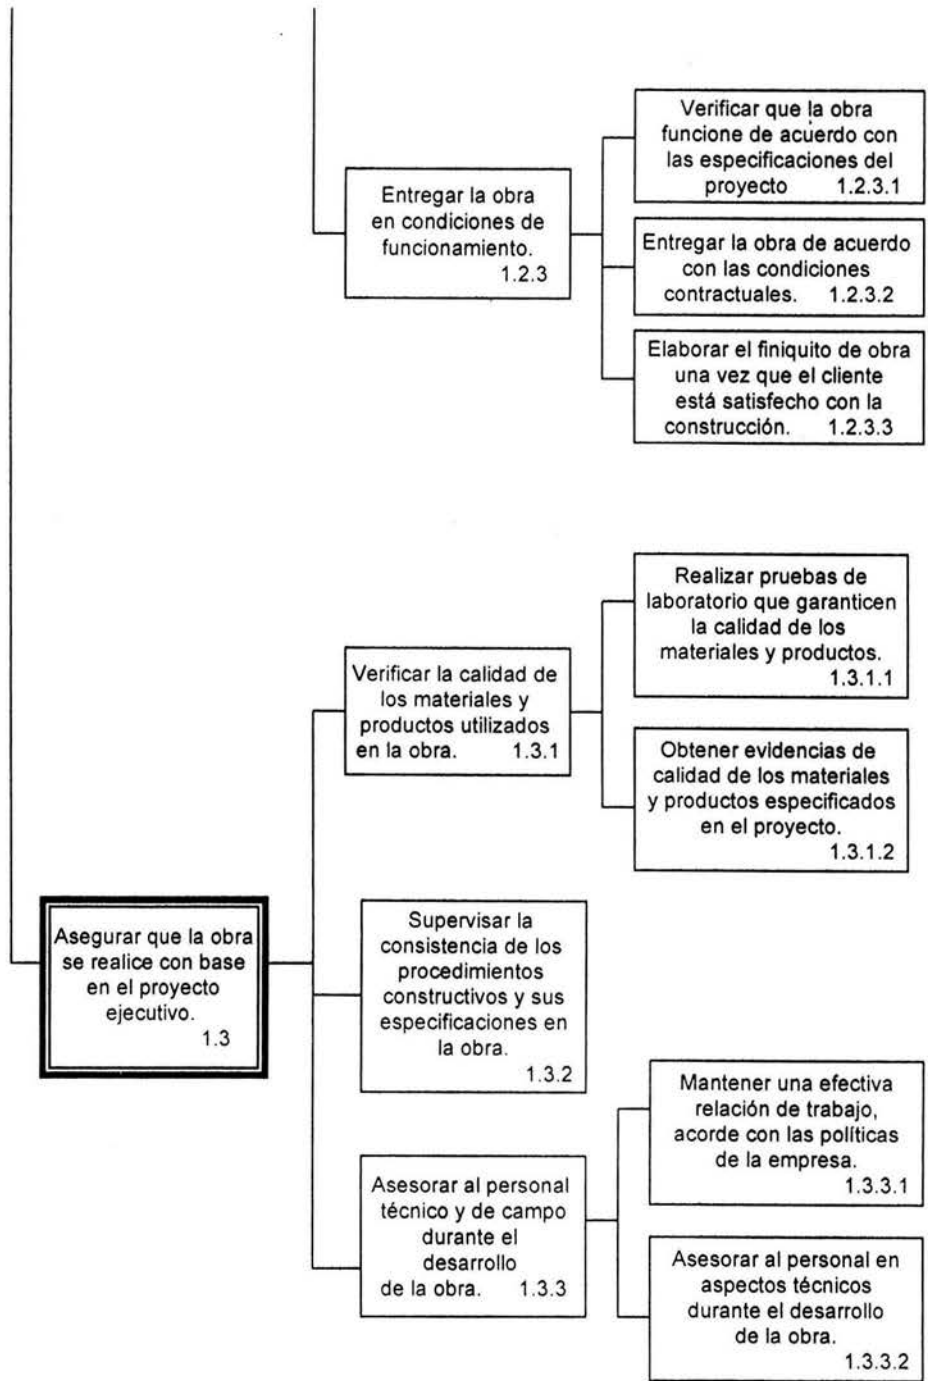 Verificar que la obra
funcione de acuerdo con
las especificaciones del
proyecto 1.2.3.1
Entregar la obra
en condiciones de
funcionamiento.
1.2.3
Entregar la obra de acuerdo
con las condiciones
contractuales. 1.2.3.2
Elaborar el finiquito de obra
una vez que el cliente
está satisfecho con la
construcción. 1.2.3.3
Realizar pruebas de
laboratorio que garanticen
la calidad de los
materiales y productos.
1.3.1.1
Verificar la calidad de
los materiales y
productos utilizados
en la obra. 1.3.1
Obtener evidencias de
calidad de los materiales
y productos especificados
en el proyecto.
1.3.1.2
Asegurar que la obra
se realice con base
en el proyecto
ejecutivo.
1.3
Supervisar la
consistencia de los
procedimientos
constructivos y sus
especificaciones en
la obra.
1.3.2
Mantener una efectiva
relación de trabajo,
acorde con las políticas
de la empresa.
1.3.3.1
Asesorar al personal
técnico y de campo
durante el
desarrollo
de la obra. 1.3.3
Asesorar al personal en
aspectos técnicos
durante el desarrollo
de la obra.
1.3.3.2